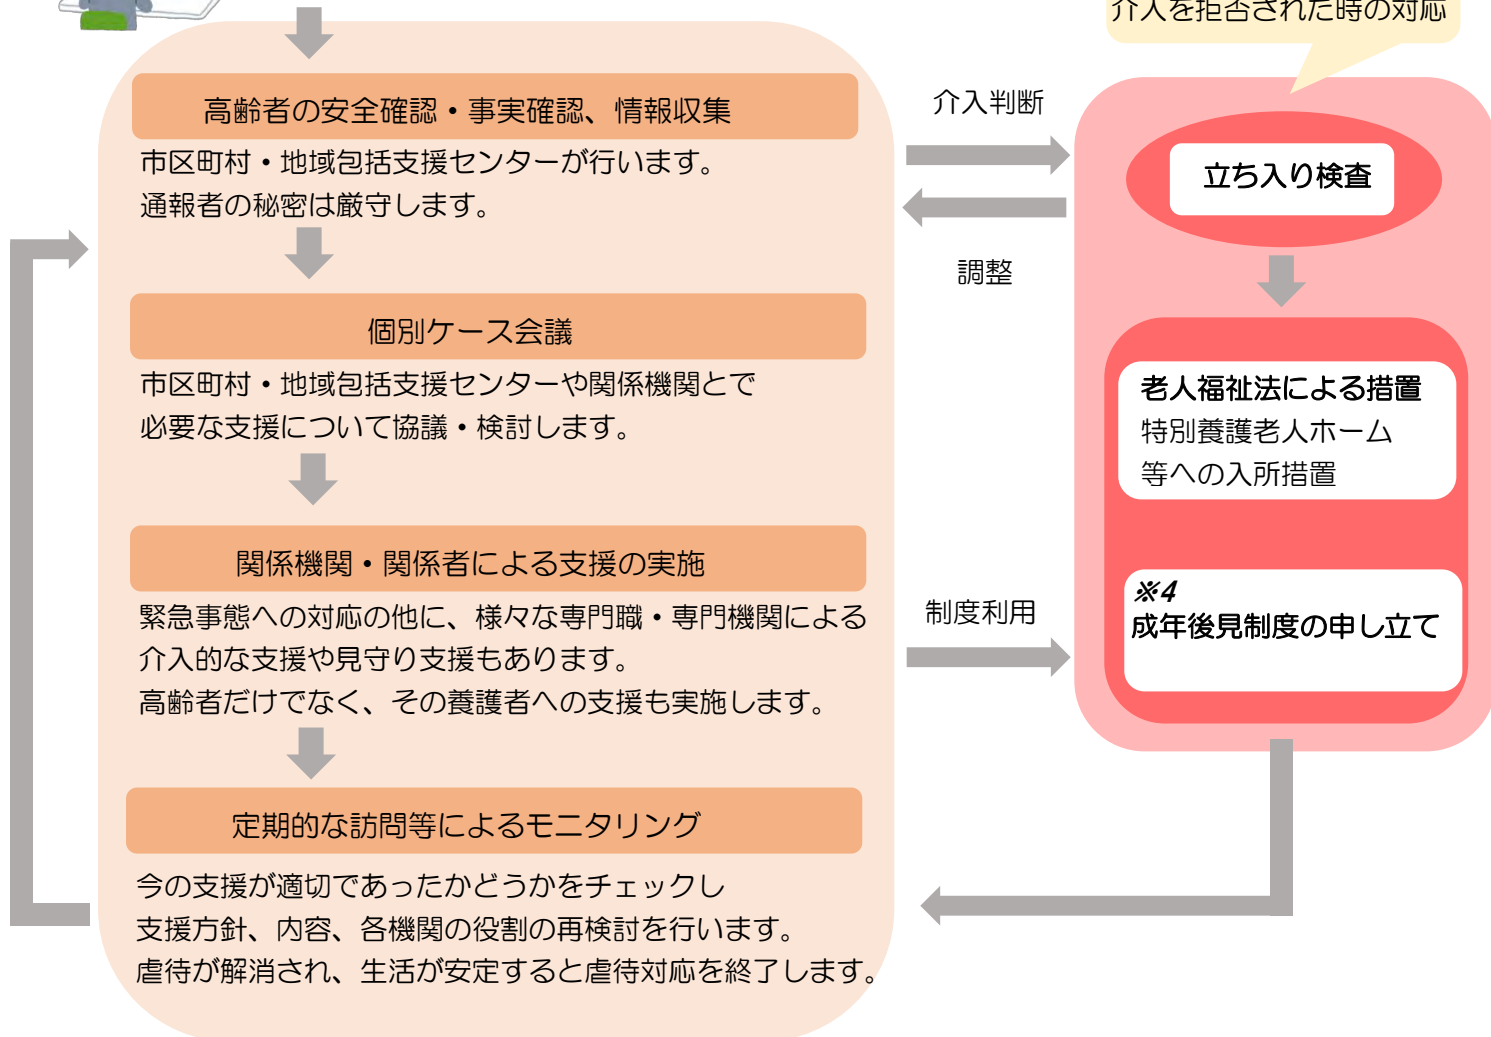 介入を拒否された時の対応
高齢者の安全確認・事実確認、情報収集
市区町村・地域包括支援センターが行います。
通報者の秘密は厳守します。
個別ケース会議
市区町村・地域包括支援センターや関係機関とで
必要な支援について協議・検討します。
関係機関・関係者による支援の実施
緊急事態への対応の他に、様々な専門職・専門機関による
介入的な支援や見守り支援もあります。
高齢者だけでなく、その養護者への支援も実施します。
定期的な訪問等によるモニタリング
今の支援が適切であったかどうかをチェックし
支援方針、内容、各機関の役割の再検討を行います。
虐待が解消され、生活が安定すると虐待対応を終了します。
介入判断
調整
制度利用
立ち入り検査
老人福祉法による措置
特別養護老人ホーム
等への入所措置
※4
成年後見制度の申し立て